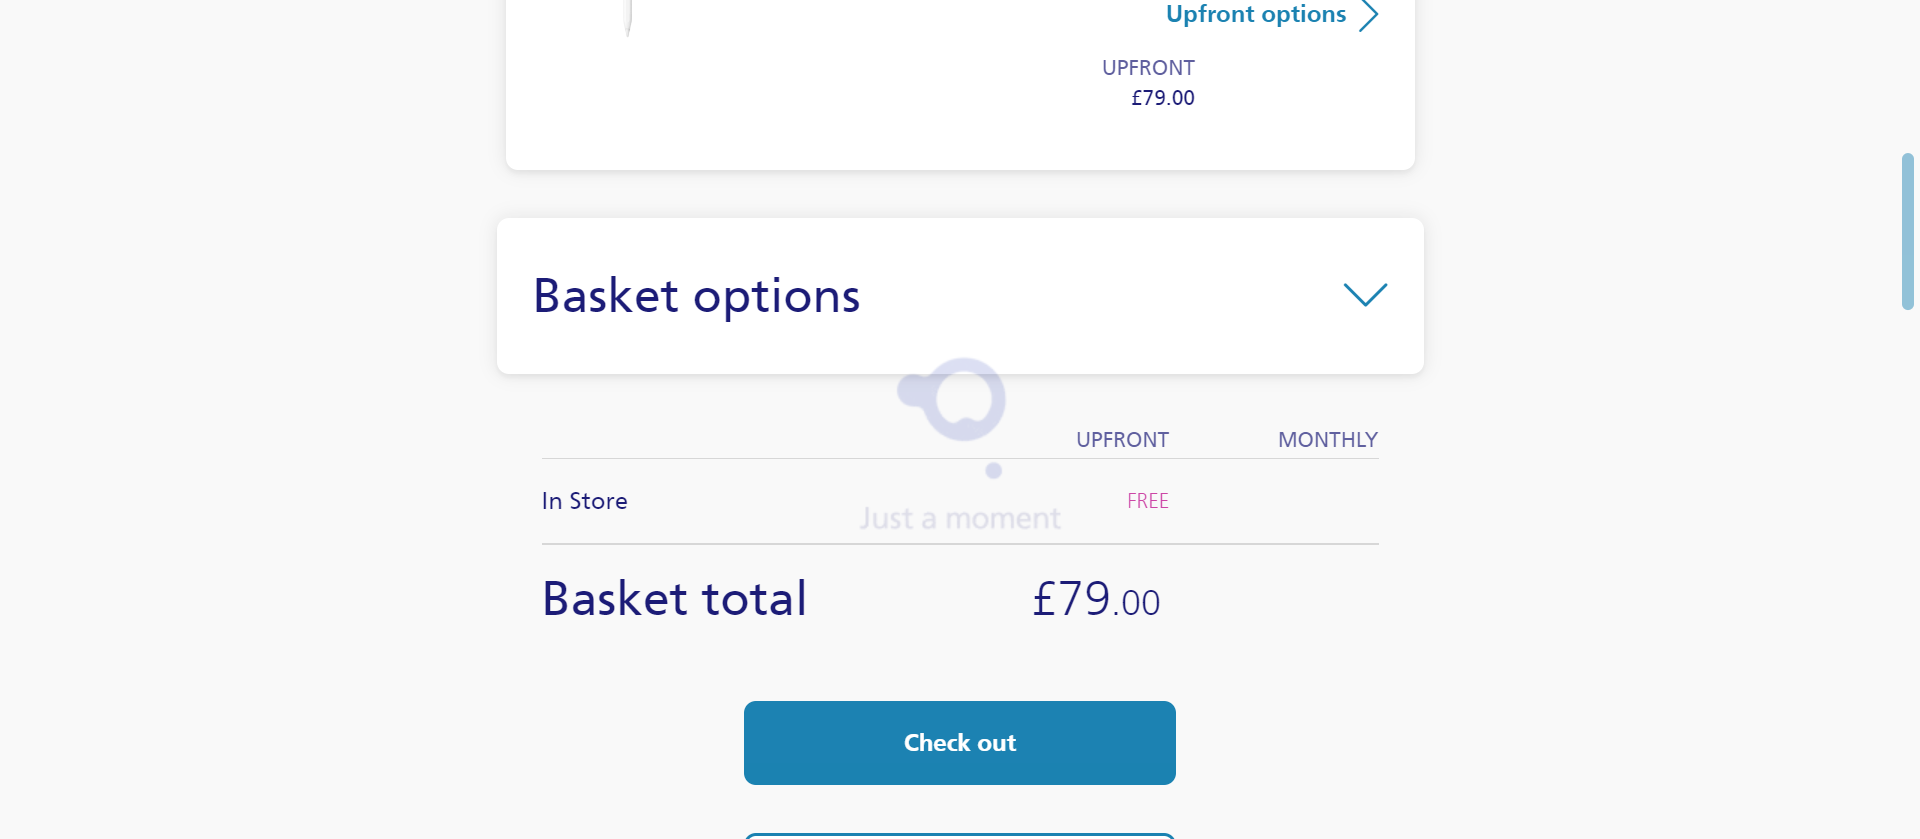 Upfront options
UPFRONT
£79.00
Basket options
UPFRONT MONTHLY
In Store FREE
Just a moment
Basket total £79.00
Check out